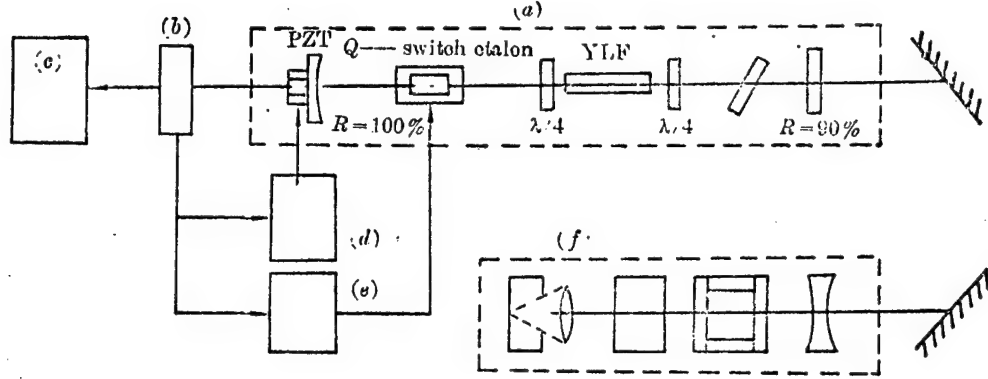 (a)
(b)
(c)
PZT
Q— switch etalon
YLF
R=100%
λ/4
λ/4
R=90%
(d)
(e)
(f)